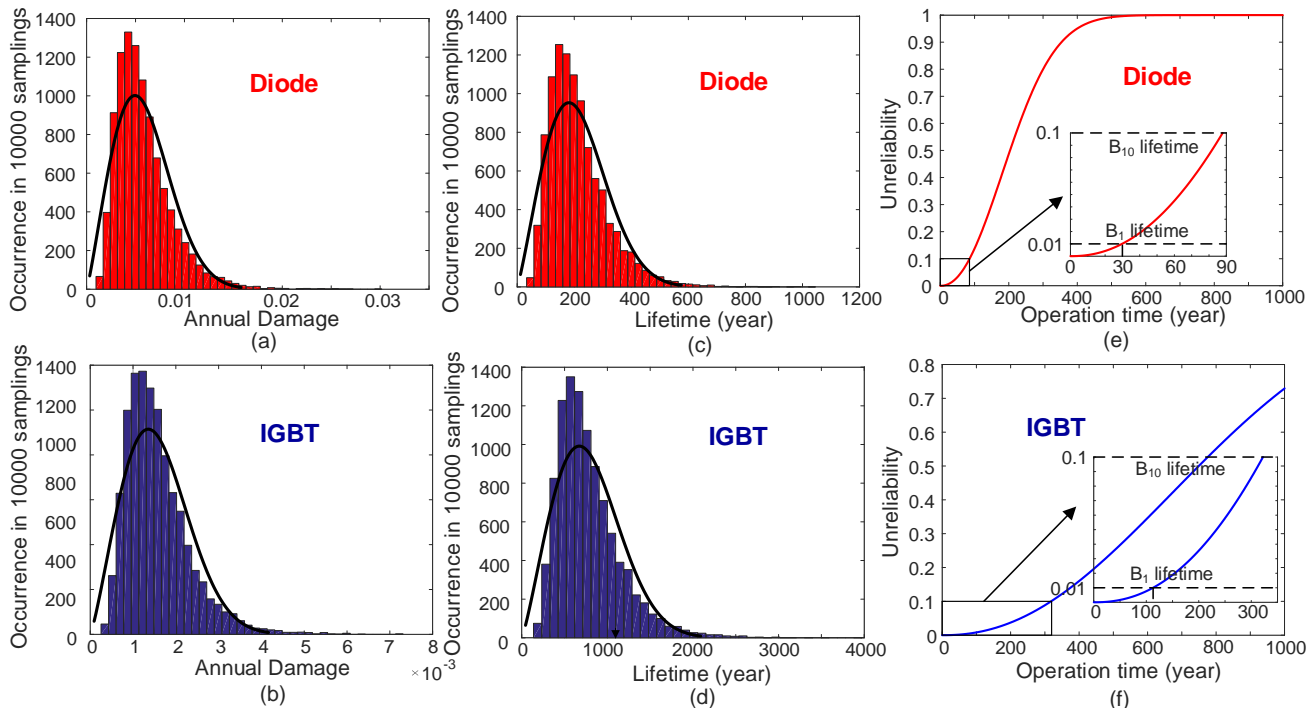 Occurrence in 10000 samplings
1400
1200
1000
800
600
400
200
0
Diode
0 0.01 0.02 0.03
Annual Damage
(a)
Occurrence in 10000 samplings
1400
1200
1000
800
600
400
200
0
Diode
0 200 400 600 800 1000 1200
Lifetime (year)
(c)
Unreliability
1
0.9
0.8
0.7
0.6
0.5
0.4
0.3
0.2
0.1
0
Diode
0.1
B10 lifetime
B1 lifetime
0.01
0 30 60 90
0 200 400 600 800 1000
Operation time (year)
(e)
Occurrence in 10000 samplings
1400
1200
1000
800
600
400
200
0
IGBT
0 2 4 6 8
Annual Damage
×10-3
(b)
Occurrence in 10000 samplings
1400
1200
1000
800
600
400
200
0
IGBT
0 1000 2000 3000 4000
Lifetime (year)
(d)
Unreliability
0.8
0.7
0.6
0.5
0.4
0.3
0.2
0.1
0
IGBT
0.1
B10 lifetime
0.01
B1 lifetime
0 100 200 300
0 200 400 600 800 1000
Operation time (year)
(f)